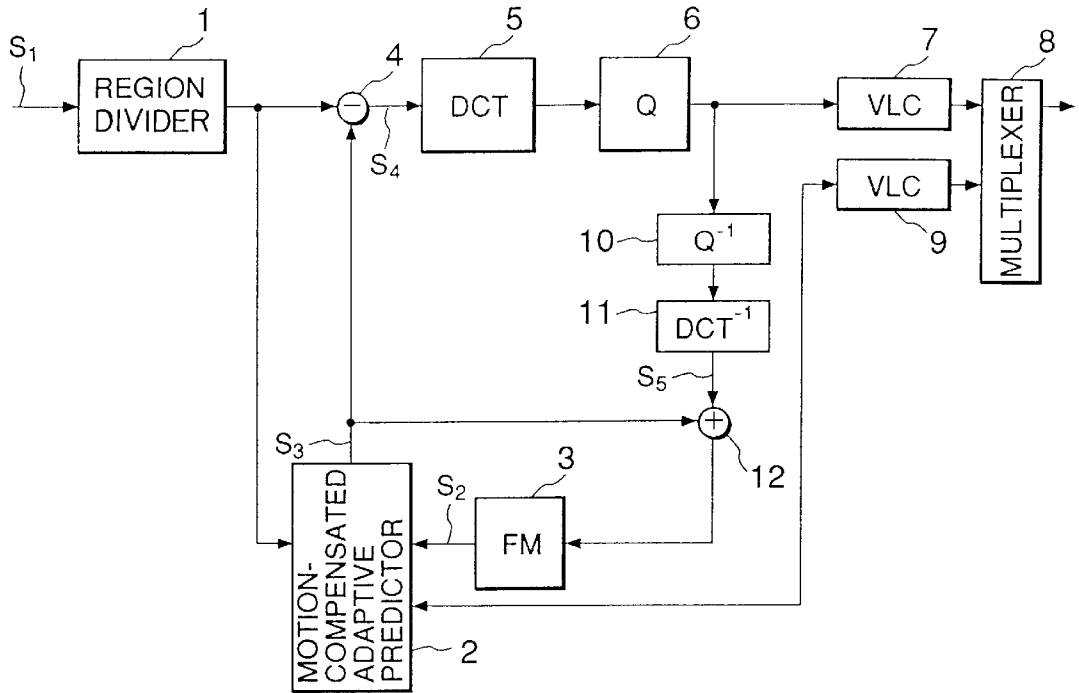 1
S1
REGION
DIVIDER
4
−
S4
5
DCT
6
Q
7
VLC
8
MULTIPLEXER
VLC
9
10
Q-1
11
DCT-1
S5
+
12
S3
S2
3
FM
MOTION-
COMPENSATED
ADAPTIVE
PREDICTOR
2